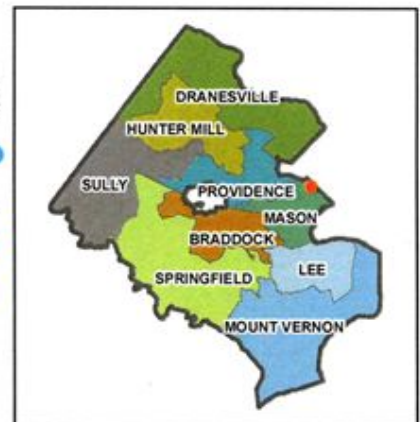 DRANESVILLE
HUNTER MILL
SULLY
PROVIDENCE
MASON
BRADDOCK
LEE
SPRINGFIELD
MOUNT VERNON